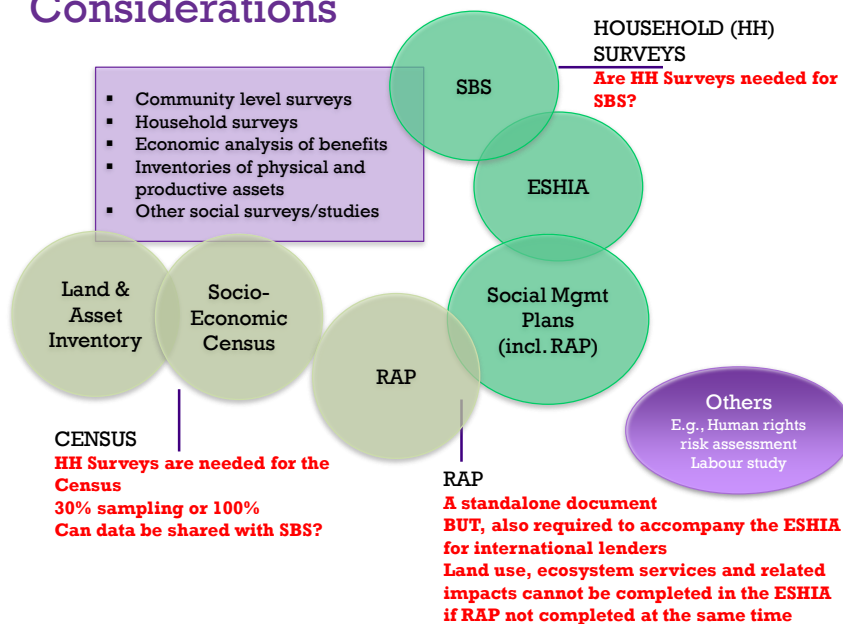 Considerations
HOUSEHOLD (HH)
SURVEYS
Are HH Surveys needed for
SBS?
SBS
▪ Community level surveys
▪ Household surveys
▪ Economic analysis of benefits
▪ Inventories of physical and
productive assets
▪ Other social surveys/studies
ESHIA
Land &
Asset
Inventory
Socio-
Economic
Census
RAP
Social Mgmt
Plans
(incl. RAP)
Others
E.g., Human rights
risk assessment
Labour study
CENSUS
HH Surveys are needed for the
Census
30% sampling or 100%
Can data be shared with SBS?
RAP
A standalone document
BUT, also required to accompany the ESHIA
for international lenders
Land use, ecosystem services and related
impacts cannot be completed in the ESHIA
if RAP not completed at the same time